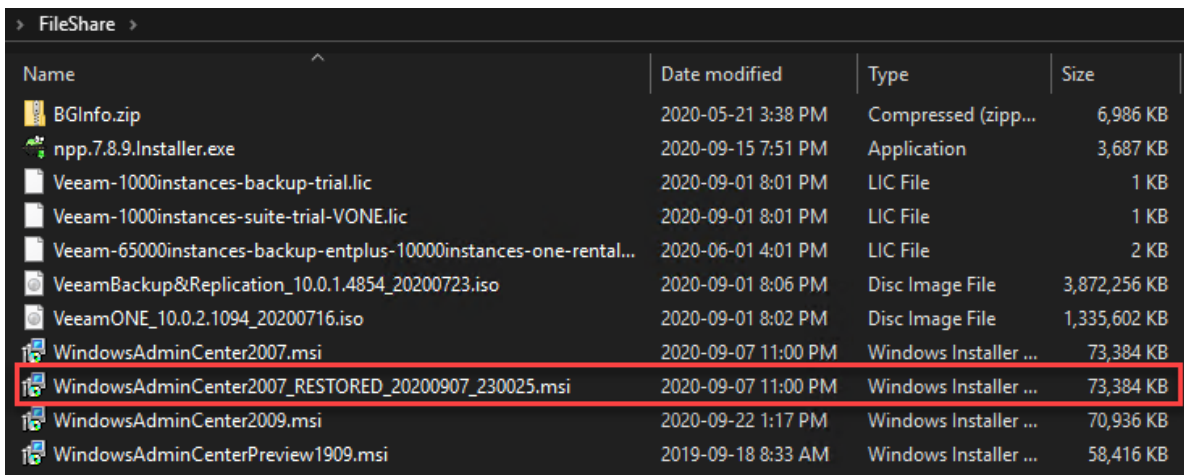 > FileShare >
Name Date modified Type Size
BGInfo.zip 2020-05-21 3:38 PM Compressed (zipp... 6,986 KB
npp.7.8.9.Installer.exe 2020-09-15 7:51 PM Application 3,687 KB
Veeam-1000instances-backup-trial.lic 2020-09-01 8:01 PM LIC File 1 KB
Veeam-1000instances-suite-trial-VONE.lic 2020-09-01 8:01 PM LIC File 1 KB
Veeam-65000instances-backup-entplus-10000instances-one-rental... 2020-06-01 4:01 PM LIC File 2 KB
VeeamBackup&Replication_10.0.1.4854_20200723.iso 2020-09-01 8:06 PM Disc Image File 3,872,256 KB
VeeamONE_10.0.2.1094_20200716.iso 2020-09-01 8:02 PM Disc Image File 1,335,602 KB
WindowsAdminCenter2007.msi 2020-09-07 11:00 PM Windows Installer ... 73,384 KB
WindowsAdminCenter2007_RESTORED_20200907_230025.msi 2020-09-07 11:00 PM Windows Installer ... 73,384 KB
WindowsAdminCenter2009.msi 2020-09-22 1:17 PM Windows Installer ... 70,936 KB
WindowsAdminCenterPreview1909.msi 2019-09-18 8:33 AM Windows Installer ... 58,416 KB